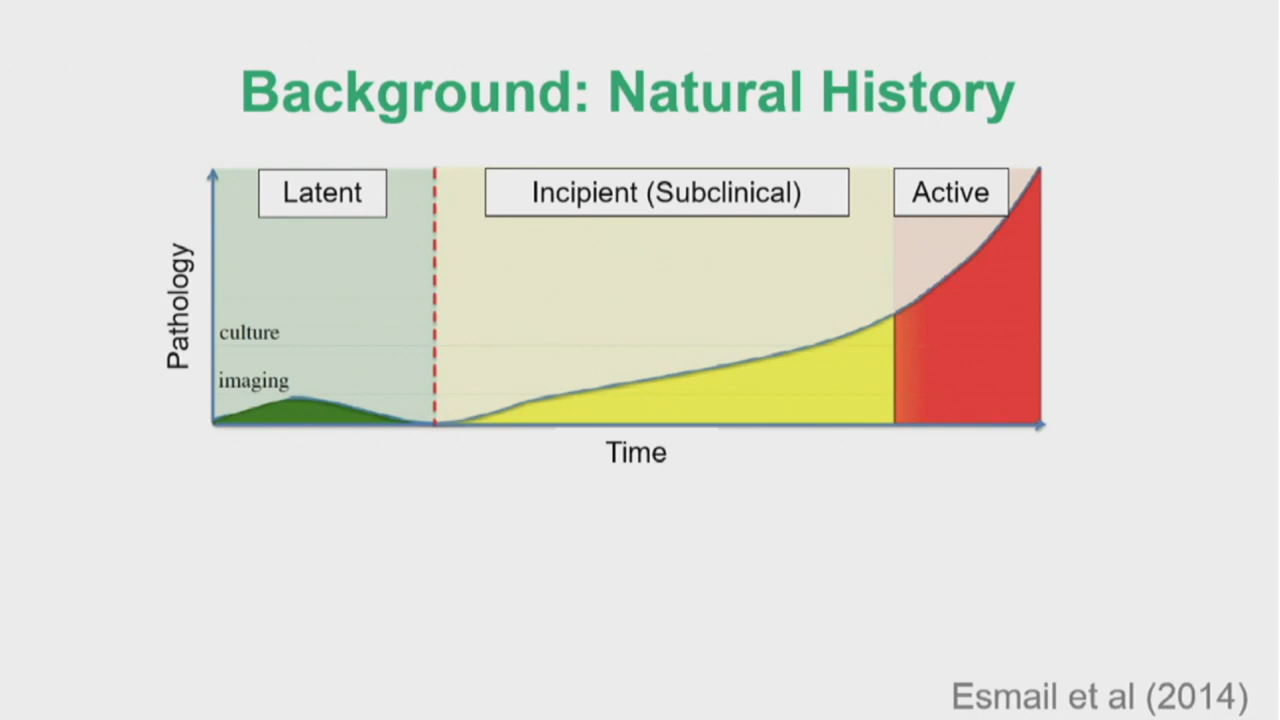 Background: Natural History
Latent
Incipient (Subclinical)
Active
Pathology
culture
imaging
Time
Esmail et al (2014)